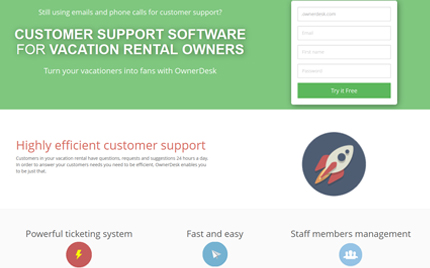 Still using emails and phone calls for customer support?
CUSTOMER SUPPORT SOFTWARE
FOR VACATION RENTAL OWNERS
Turn your vacationers into fans with OwnerDesk
ownerdesk.com
Email
First name
Password
Try it Free
Highly efficient customer support
Customers in your vacation rental have questions, requests and suggestions 24 hours a day.
In order to answer your customers needs you need to be efficient. OwnerDesk enables you
to be just that.
Powerful ticketing system
Fast and easy
Staff members management